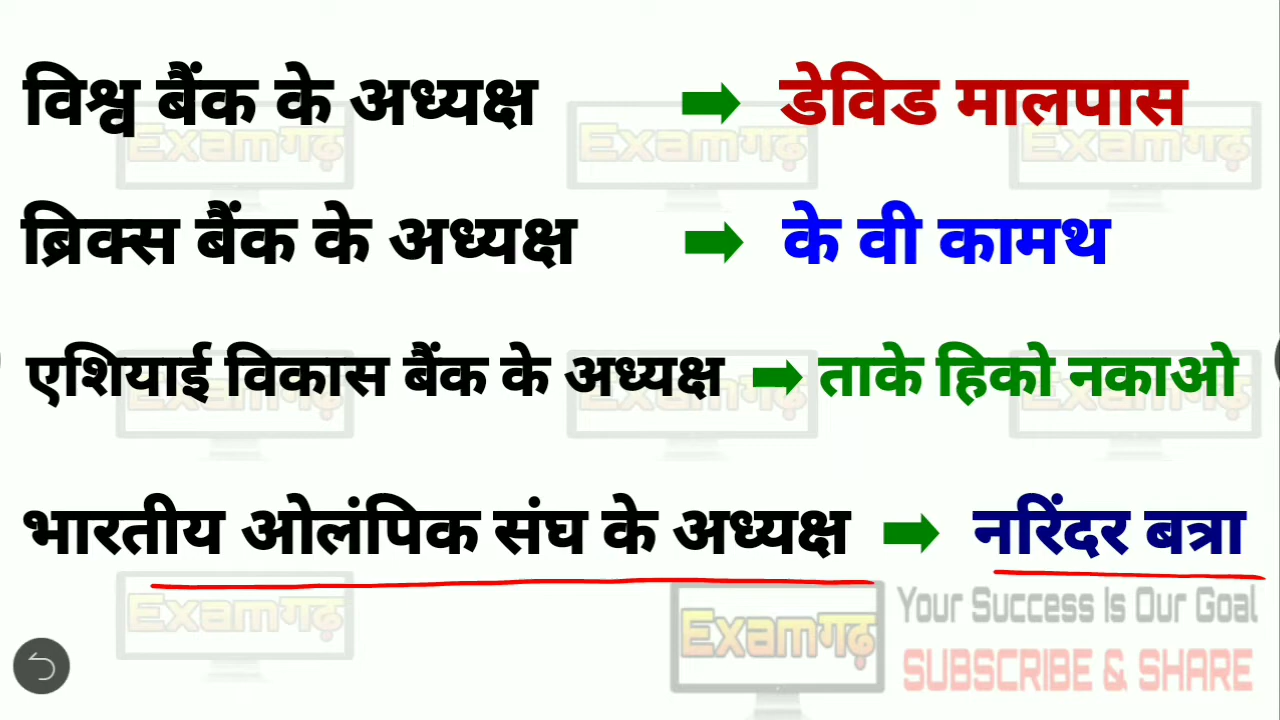 विश्व बैंक के अध्यक्ष ➡ डेविड मालपास
ब्रिक्स बैंक के अध्यक्ष ➡ के वी कामथ
एशियाई विकास बैंक के अध्यक्ष ➡ ताके हिको नकाओ
भारतीय ओलंपिक संघ के अध्यक्ष ➡ नरिंदर बत्रा
Examगढ़
Your Success Is Our Goal
SUBSCRIBE & SHARE